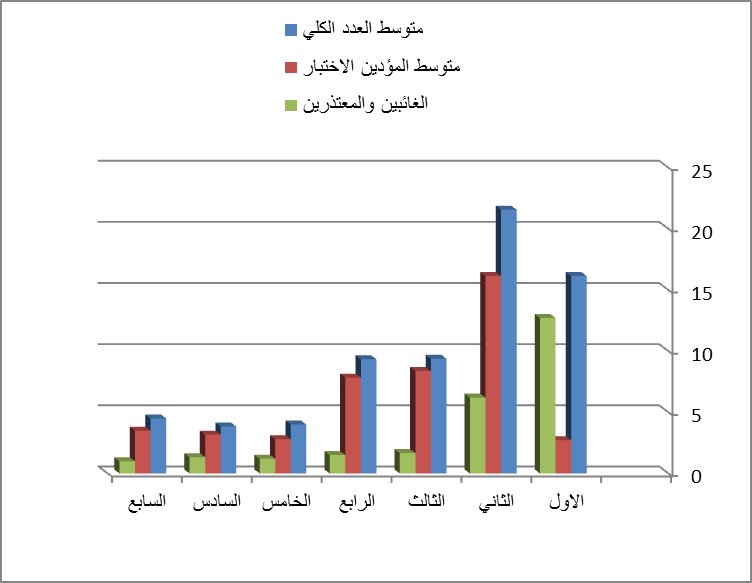 متوسط العدد الكلي
متوسط المؤدين الاختبار
الغائبين والمعتذرين
25
20
15
10
5
0
الاول
الثاني
الثالث
الرابع
الخامس
السادس
السابع